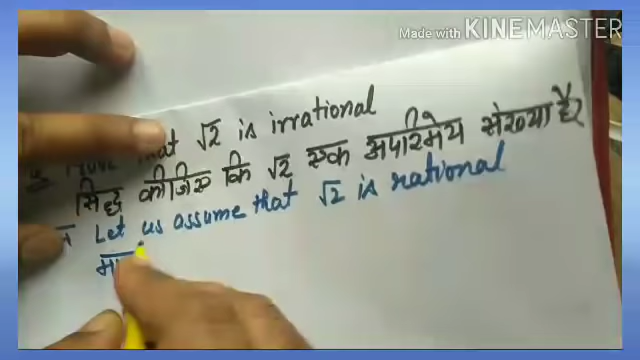 Made with KINEMASTER
that √2 is irrational
सिद्ध कीजिए कि √2 एक अपरिमेय संख्या है?
Let us assume that √2 is rational